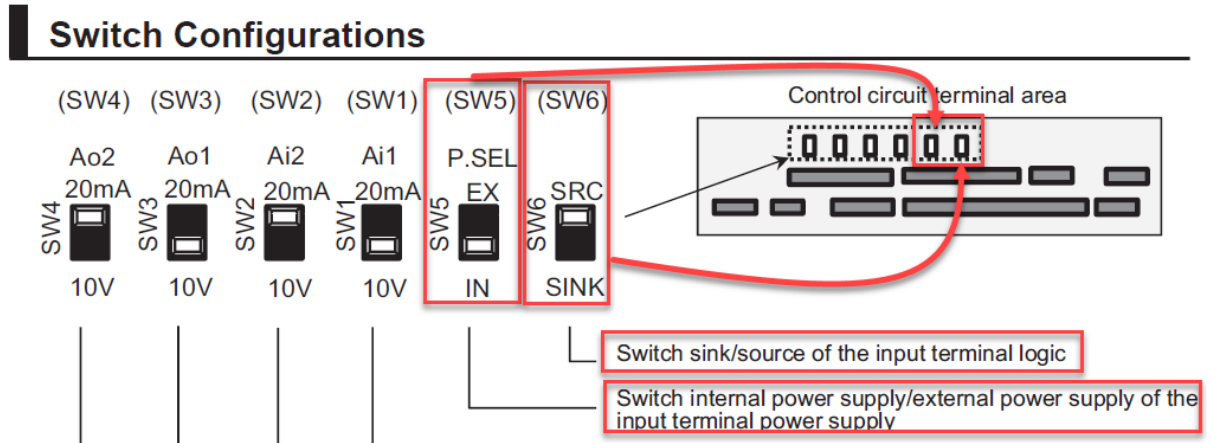 Switch Configurations
(SW4) (SW3) (SW2) (SW1) (SW5) (SW6)
Control circuit terminal area
Ao2 Ao1 Ai2 Ai1 P.SEL
20mA 20mA 20mA 20mA EX SRC
SW4 SW3 SW2 SW1 SW5 SW6
10V 10V 10V 10V IN SINK
Switch sink/source of the input terminal logic
Switch internal power supply/external power supply of the
input terminal power supply